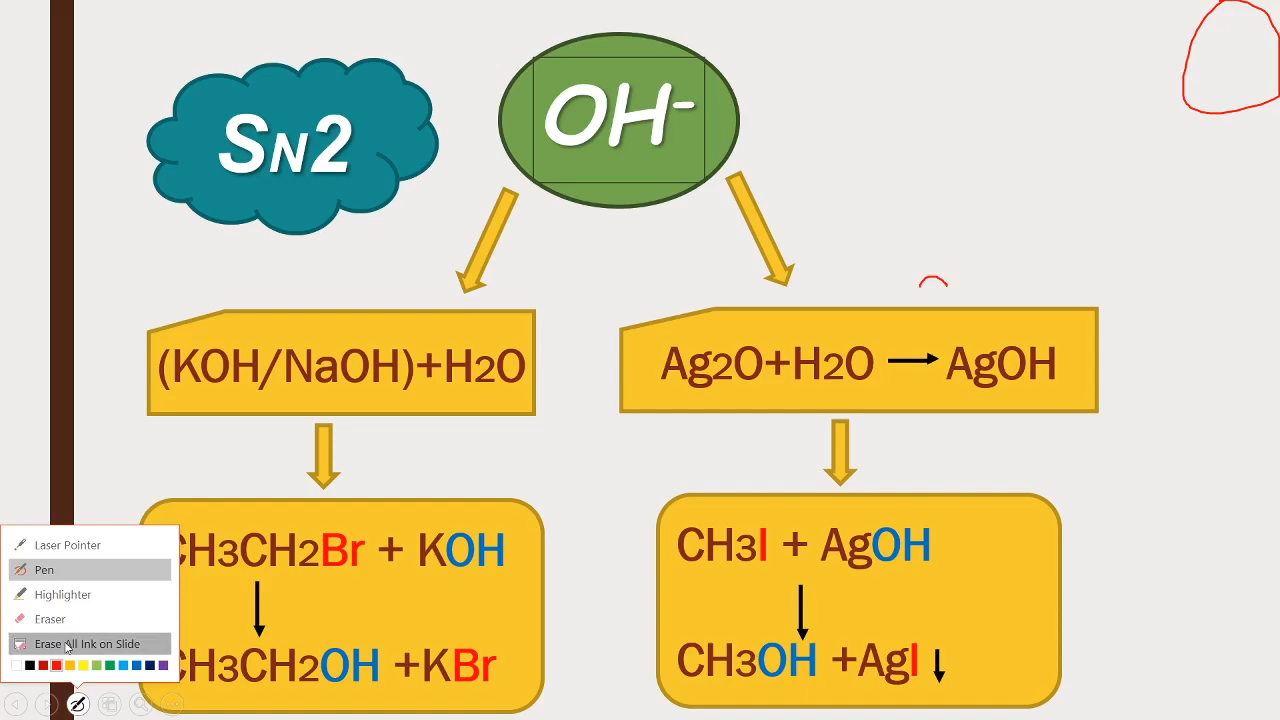 SN2
OH-
(KOH/NaOH)+H2O
Ag2O+H2O → AgOH
CH3CH2Br + KOH
CH3CH2OH +KBr
CH3I + AgOH
CH3OH +AgI ↓
Laser Pointer
Pen
Highlighter
Eraser
Erase All Ink on Slide